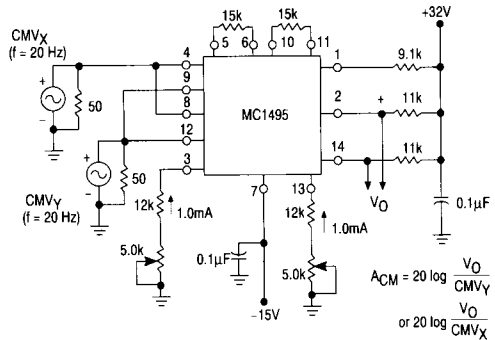 15k 15k +32V
CMVX
(f = 20 Hz)
4 5 6 10 11
1 9.1k
9
8
50
MC1495
2 + 11k
12
14 11k
3
CMVY
(f = 20 Hz)
50
7 13
VO
12k 1.0mA
12k 1.0mA
0.1µF
0.1µF
5.0k
5.0k
–15V
ACM = 20 log VO
CMVY
or 20 log VO
CMVX